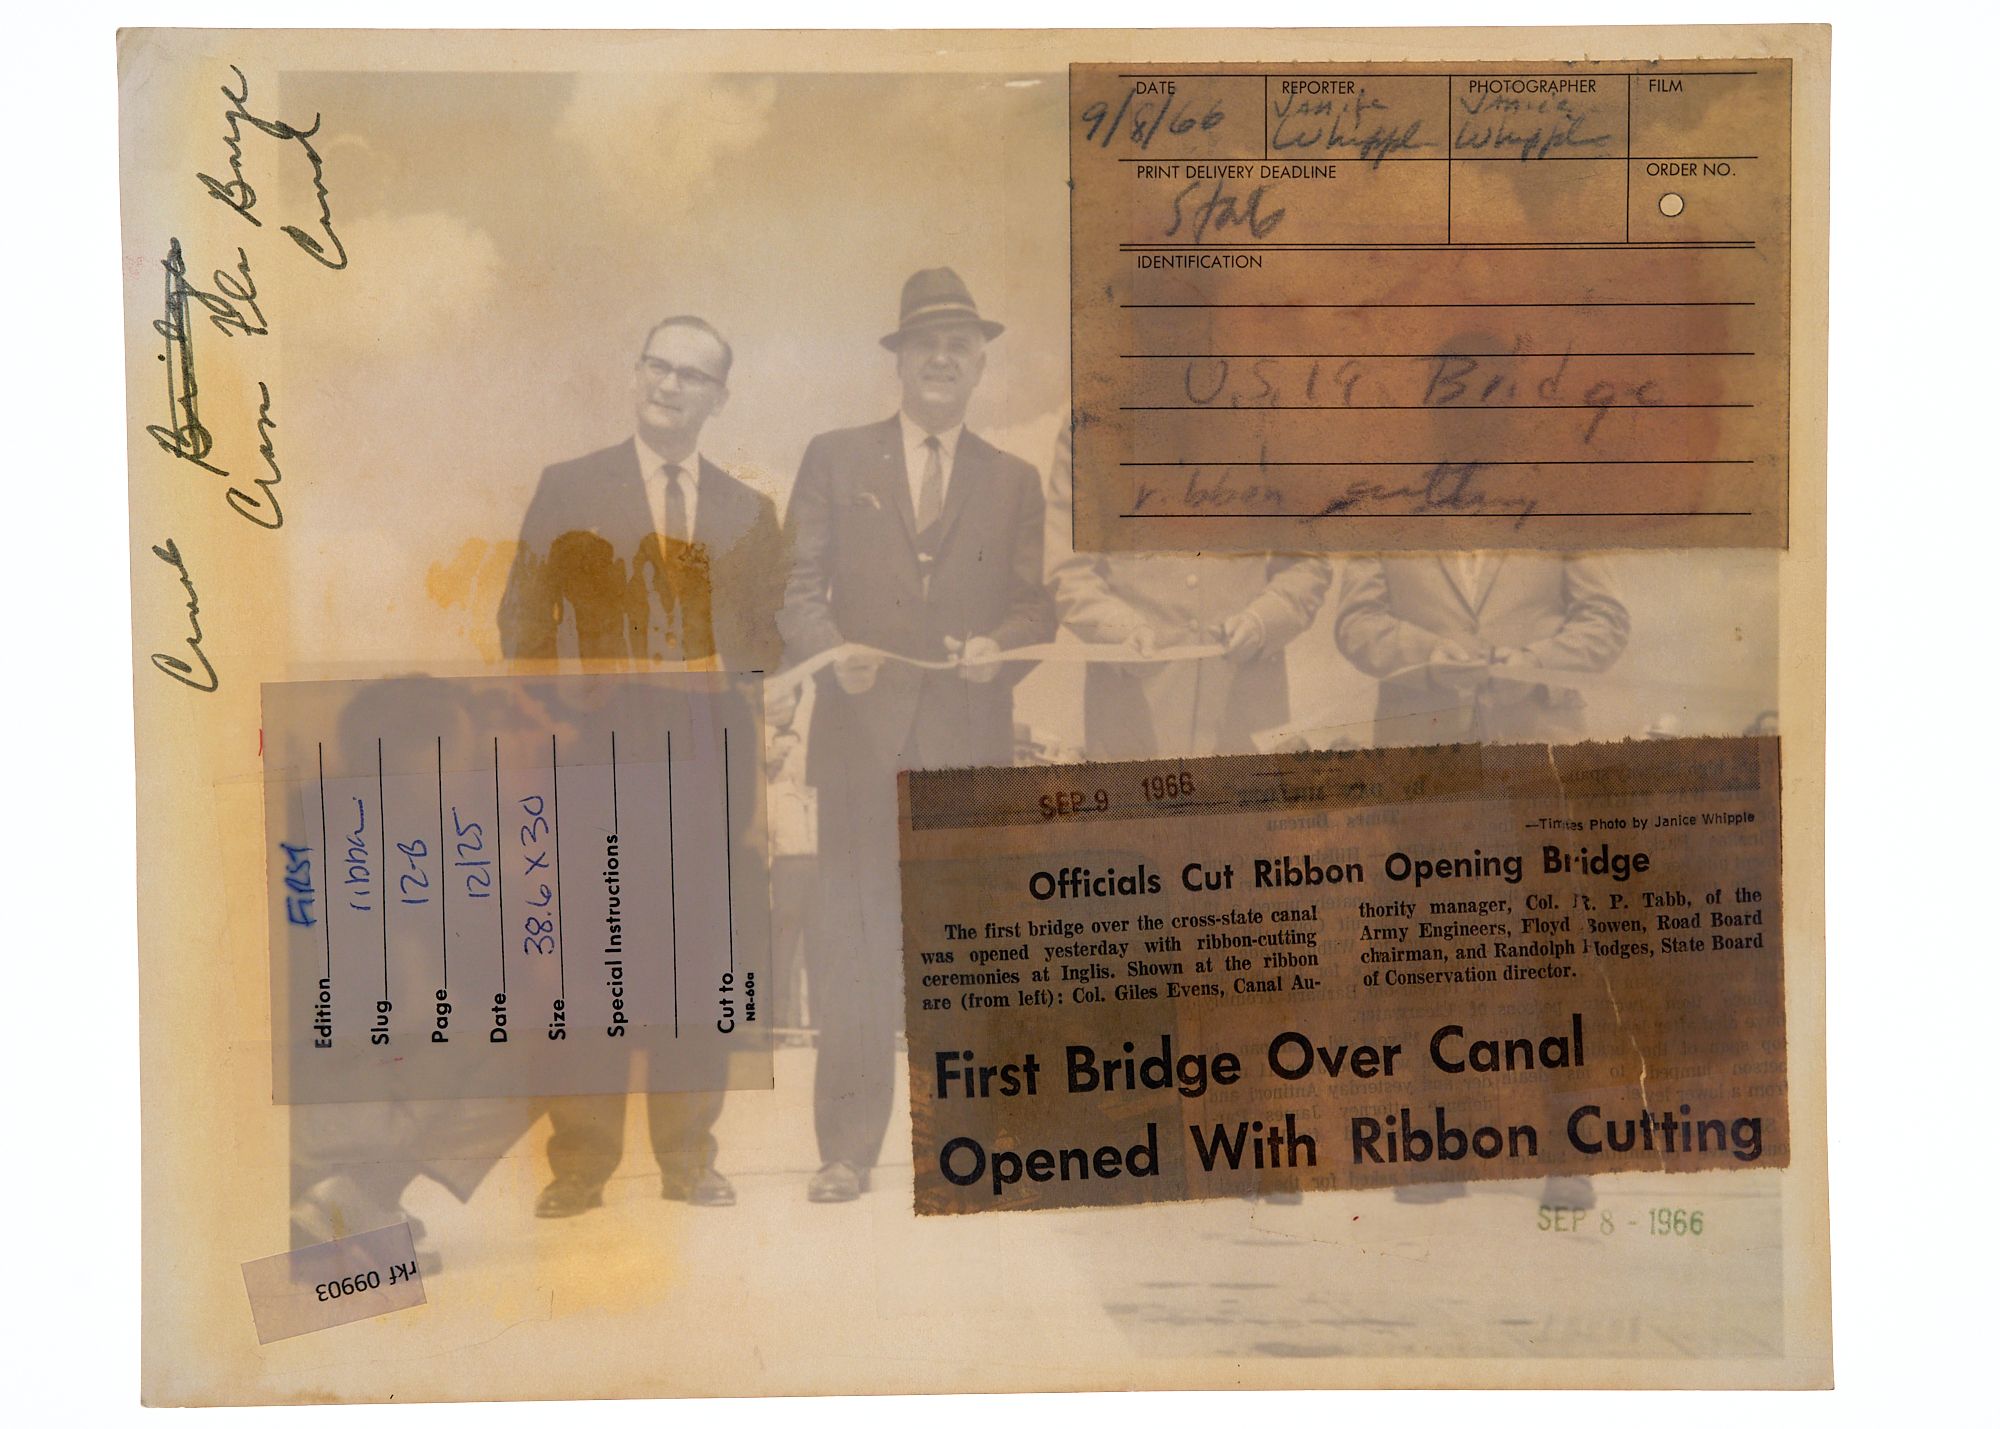 Canal Bridge
Cross Fla Barge
Canal
DATE
9/8/66
REPORTER
Janice
Whipple
PHOTOGRAPHER
Janice
Whipple
FILM
PRINT DELIVERY DEADLINE
State
ORDER NO.
IDENTIFICATION
U.S. 19 Bridge
ribbon cutting
Edition FIRST
Slug ribbon
Page 12-B
Date 12/25
Size 38.6 X 30
Special Instructions
Cut to
NR-60a
SEP 9 1966
—Times Photo by Janice Whipple
Officials Cut Ribbon Opening Bridge
The first bridge over the cross-state canal
was opened yesterday with ribbon-cutting
ceremonies at Inglis. Shown at the ribbon
are (from left): Col. Giles Evens, Canal Au-
thority manager, Col. R. P. Tabb, of the
Army Engineers, Floyd Bowen, Road Board
chairman, and Randolph Hodges, State Board
of Conservation director.
First Bridge Over Canal
Opened With Ribbon Cutting
SEP 8 - 1966
rkf 09903